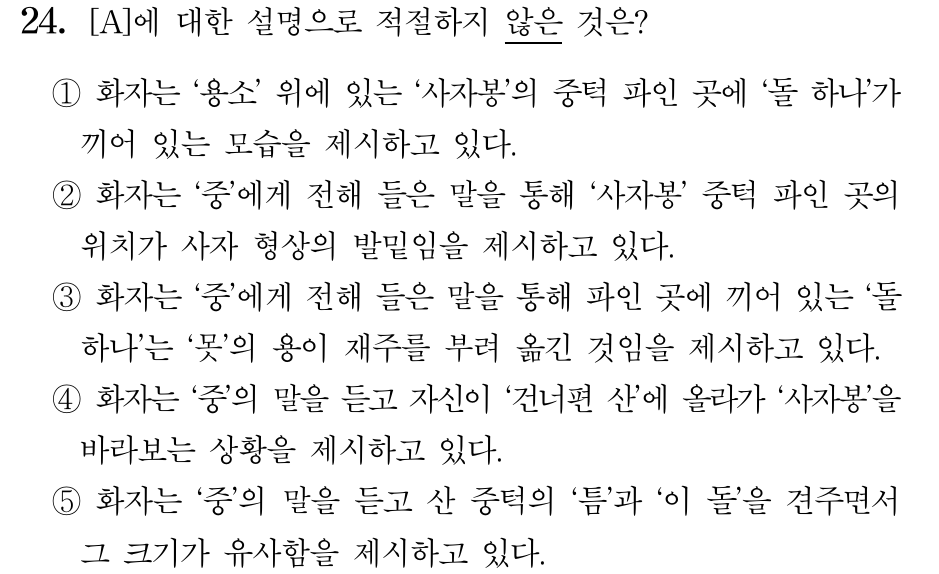 24. [A]에 대한 설명으로 적절하지 않은 것은?
① 화자는 ‘용소’ 위에 있는 ‘사자봉’의 중턱 파인 곳에 ‘돌 하나’가
끼어 있는 모습을 제시하고 있다.
② 화자는 ‘중’에게 전해 들은 말을 통해 ‘사자봉’ 중턱 파인 곳의
위치가 사자 형상의 발밑임을 제시하고 있다.
③ 화자는 ‘중’에게 전해 들은 말을 통해 파인 곳에 끼어 있는 ‘돌
하나’는 ‘못’의 용이 재주를 부려 옮긴 것임을 제시하고 있다.
④ 화자는 ‘중’의 말을 듣고 자신이 ‘건너편 산’에 올라가 ‘사자봉’을
바라보는 상황을 제시하고 있다.
⑤ 화자는 ‘중’의 말을 듣고 산 중턱의 ‘틈’과 ‘이 돌’을 견주면서
그 크기가 유사함을 제시하고 있다.